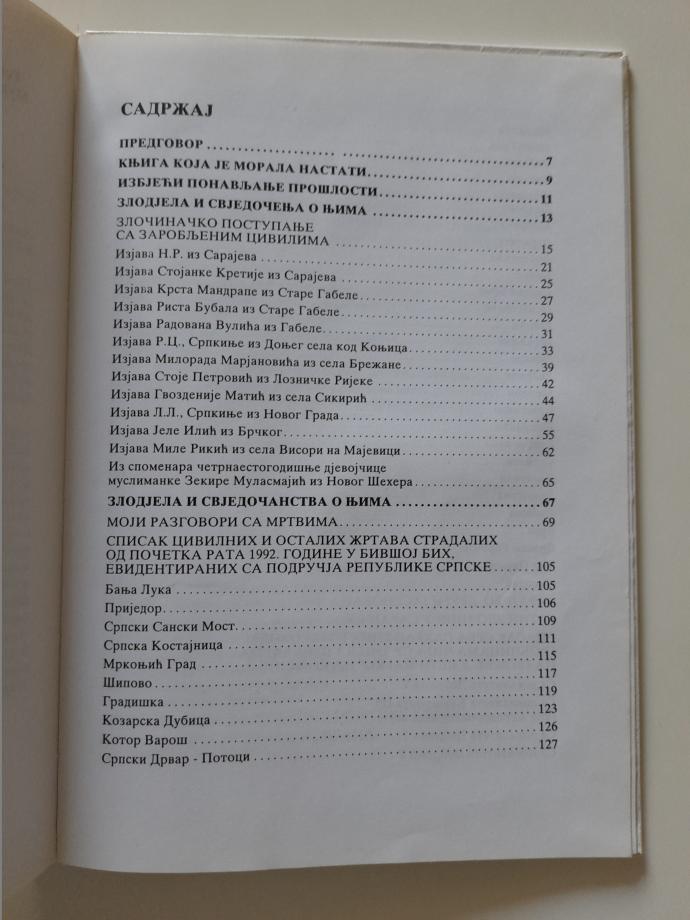 САДРЖАЈ
ПРЕДГОВОР .................... .............................. 7
КЊИГА КОЈА ЈЕ МОРАЛА НАСТАТИ.............................. 9
ИЗБЈЕЋИ ПОНАВЉАЊЕ ПРОШЛОСТИ.............................. 11
ЗЛОДЈЕЛА И СВЈЕДОЧЕЊА О ЊИМА .............................. 13
ЗЛОЧИНАЧКО ПОСТУПАЊЕ
СА ЗАРОБЉЕНИМ ЦИВИЛИМА .............................. 15
Изјава Н.Р. из Сарајева .............................. 21
Изјава Стојанке Кретије из Сарајева .............................. 25
Изјава Крста Мандрапе из Старе Габеле.............................. 27
Изјава Риста Бубала из Старе Габеле.............................. 29
Изјава Радована Вулића из Габеле.............................. 31
Изјава Р.Ц., Српкиње из Доњег села код Коњица.................... 33
Изјава Милорада Марјановића из села Брежане.................... 39
Изјава Стоје Петровић из Лозничке Ријеке .................... 42
Изјава Гвозденије Матић из села Сикирић .................... 44
Изјава Л.Л., Српкиње из Новог Града.............................. 47
Изјава Јеле Илић из Брчког.............................. 55
Изјава Миле Рикић из села Висори на Мајевици .................... 62
Из споменара четрнаестогодишње дјевојчице
муслиманке Зекире Муласмајић из Новог Шехера.................... 65
ЗЛОДЈЕЛА И СВЈЕДОЧАНСТВА О ЊИМА .................... 67
МОЈИ РАЗГОВОРИ СА МРТВИМА.............................. 69
СПИСАК ЦИВИЛНИХ И ОСТАЛИХ ЖРТАВА СТРАДАЛИХ
ОД ПОЧЕТКА РАТА 1992. ГОДИНЕ У БИВШОЈ БИХ,
ЕВИДЕНТИРАНИХ СА ПОДРУЧЈА РЕПУБЛИКЕ СРПСКЕ ........ 105
Бања Лука .............................. 105
Приједор.............................. 106
Српски Сански Мост.............................. 109
Српска Костајница .............................. 111
Мркоњић Град .............................. 115
Шипово .............................. 117
Градишка .............................. 119
Козарска Дубица .............................. 123
Котор Варош .............................. 126
Српски Дрвар - Потоци .............................. 127